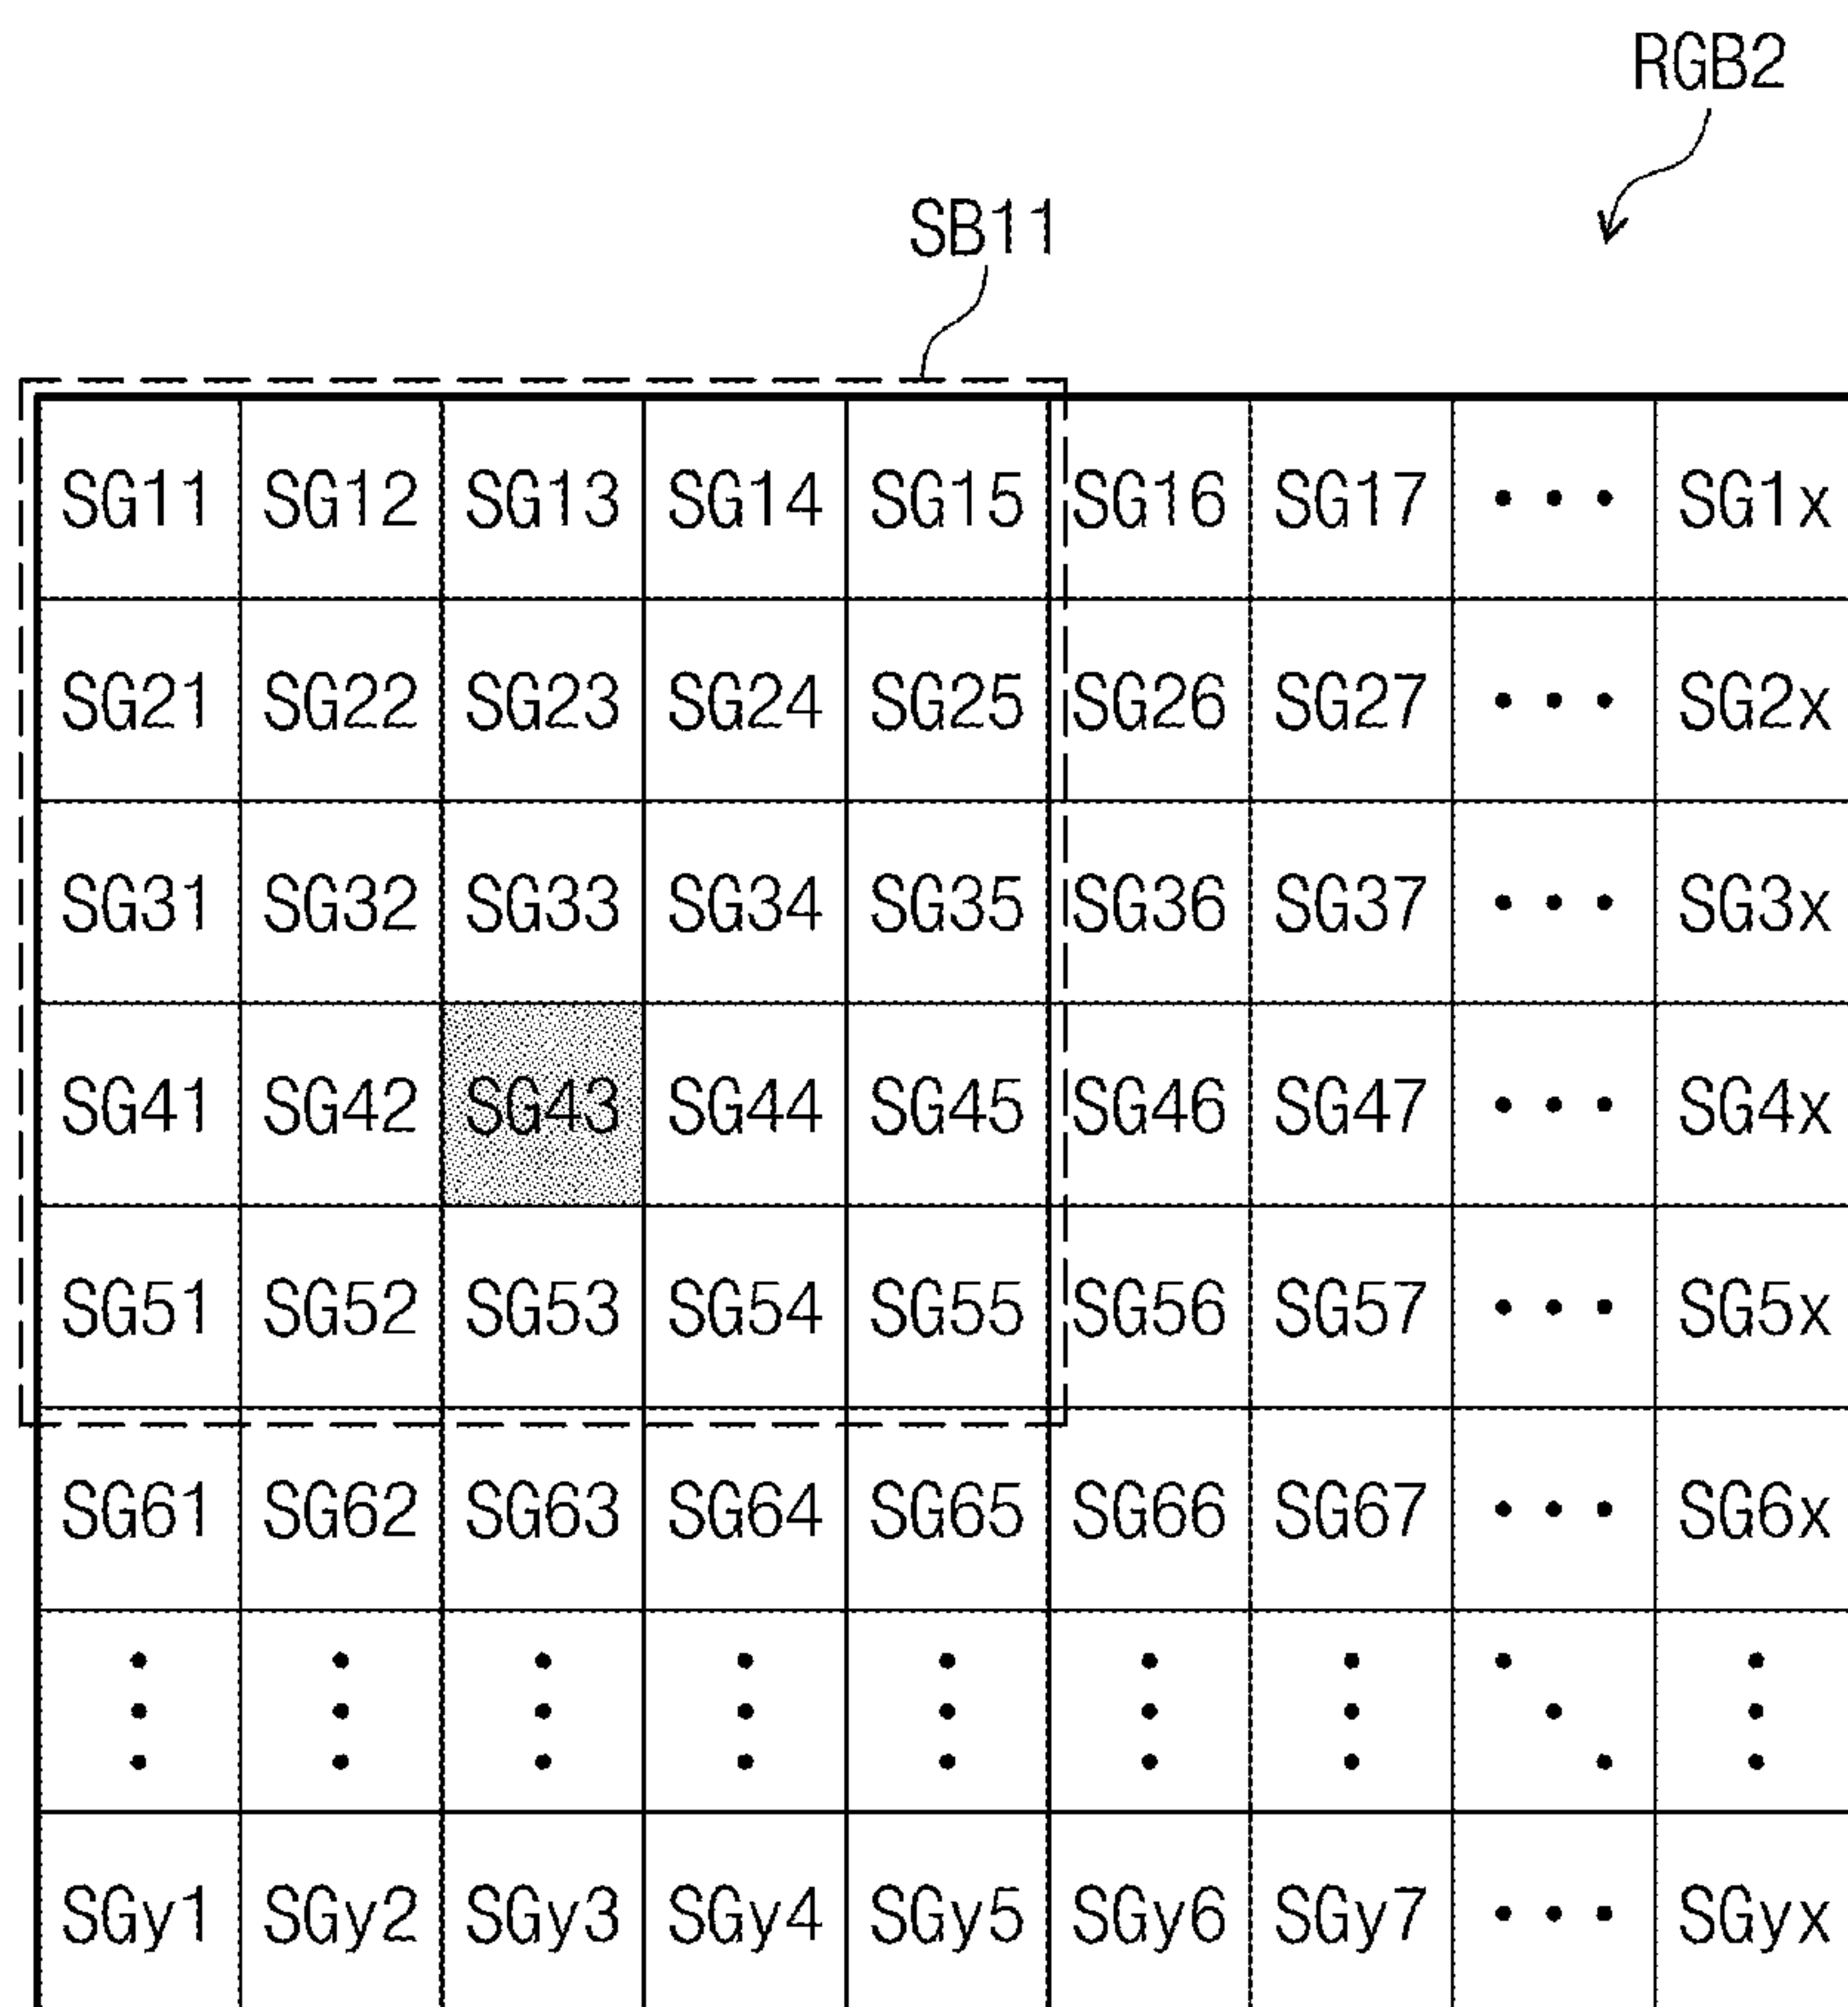 RGB2
SB11
SG11 SG12 SG13 SG14 SG15 SG16 SG17 • • • SG1x
SG21 SG22 SG23 SG24 SG25 SG26 SG27 • • • SG2x
SG31 SG32 SG33 SG34 SG35 SG36 SG37 • • • SG3x
SG41 SG42 SG43 SG44 SG45 SG46 SG47 • • • SG4x
SG51 SG52 SG53 SG54 SG55 SG56 SG57 • • • SG5x
SG61 SG62 SG63 SG64 SG65 SG66 SG67 • • • SG6x
SGy1 SGy2 SGy3 SGy4 SGy5 SGy6 SGy7 • • • SGyx